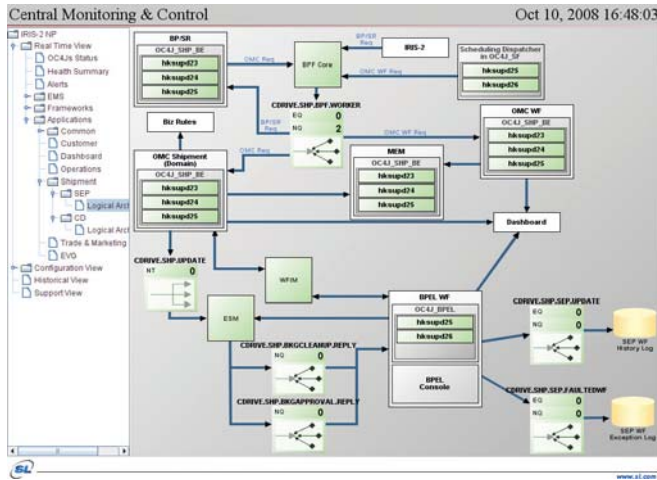 Central Monitoring & Control
Oct 10, 2008 16:48:03
IRIS-2 NP
Real Time View
OC4Js Status
Health Summary
Alerts
EMS
Frameworks
Applications
Common
Customer
Dashboard
Operations
Shipment
SEP
Logical Arch
CD
Logical Arch
Trade & Marketing
EVG
Configuration View
Historical View
Support View
BP/SR
OC4J_SHP_BE
hksupd23
hksupd24
hksupd25
OMC Req
BPF Core
BP/SR
Req
IRIS-2
OMC WF Req
Scheduling Dispatcher
in OC4J_SF
hksupd25
hksupd26
CDRIVE.SHP.BPF.WORKER
EQ 0
NQ 2
BP/SR
Req
Biz Rules
OMC Req
OMC WF Req
OMC WF
OC4J_SHP_BE
hksupd23
hksupd24
hksupd25
OMC Shipment
(Domain)
OC4J_SHP_BE
hksupd23
hksupd24
hksupd25
MEM
OC4J_SHP_BE
hksupd23
hksupd24
hksupd25
Dashboard
CDRIVE.SHP.UPDATE
NT 0
WFIM
ESM
BPEL WF
OC4J_BPEL
hksupd25
hksupd26
BPEL
Console
CDRIVE.SHP.SEP.UPDATE
EQ 0
NQ 0
SEP WF
History Log
CDRIVE.SHP.BKGCLEANUP.REPLY
NQ 0
CDRIVE.SHP.BKGAPPROVAL.REPLY
NQ 0
CDRIVE.SHP.SEP.FAULTEDWF
EQ 0
NQ 0
SEP WF
Exception Log
SL
www.sl.com